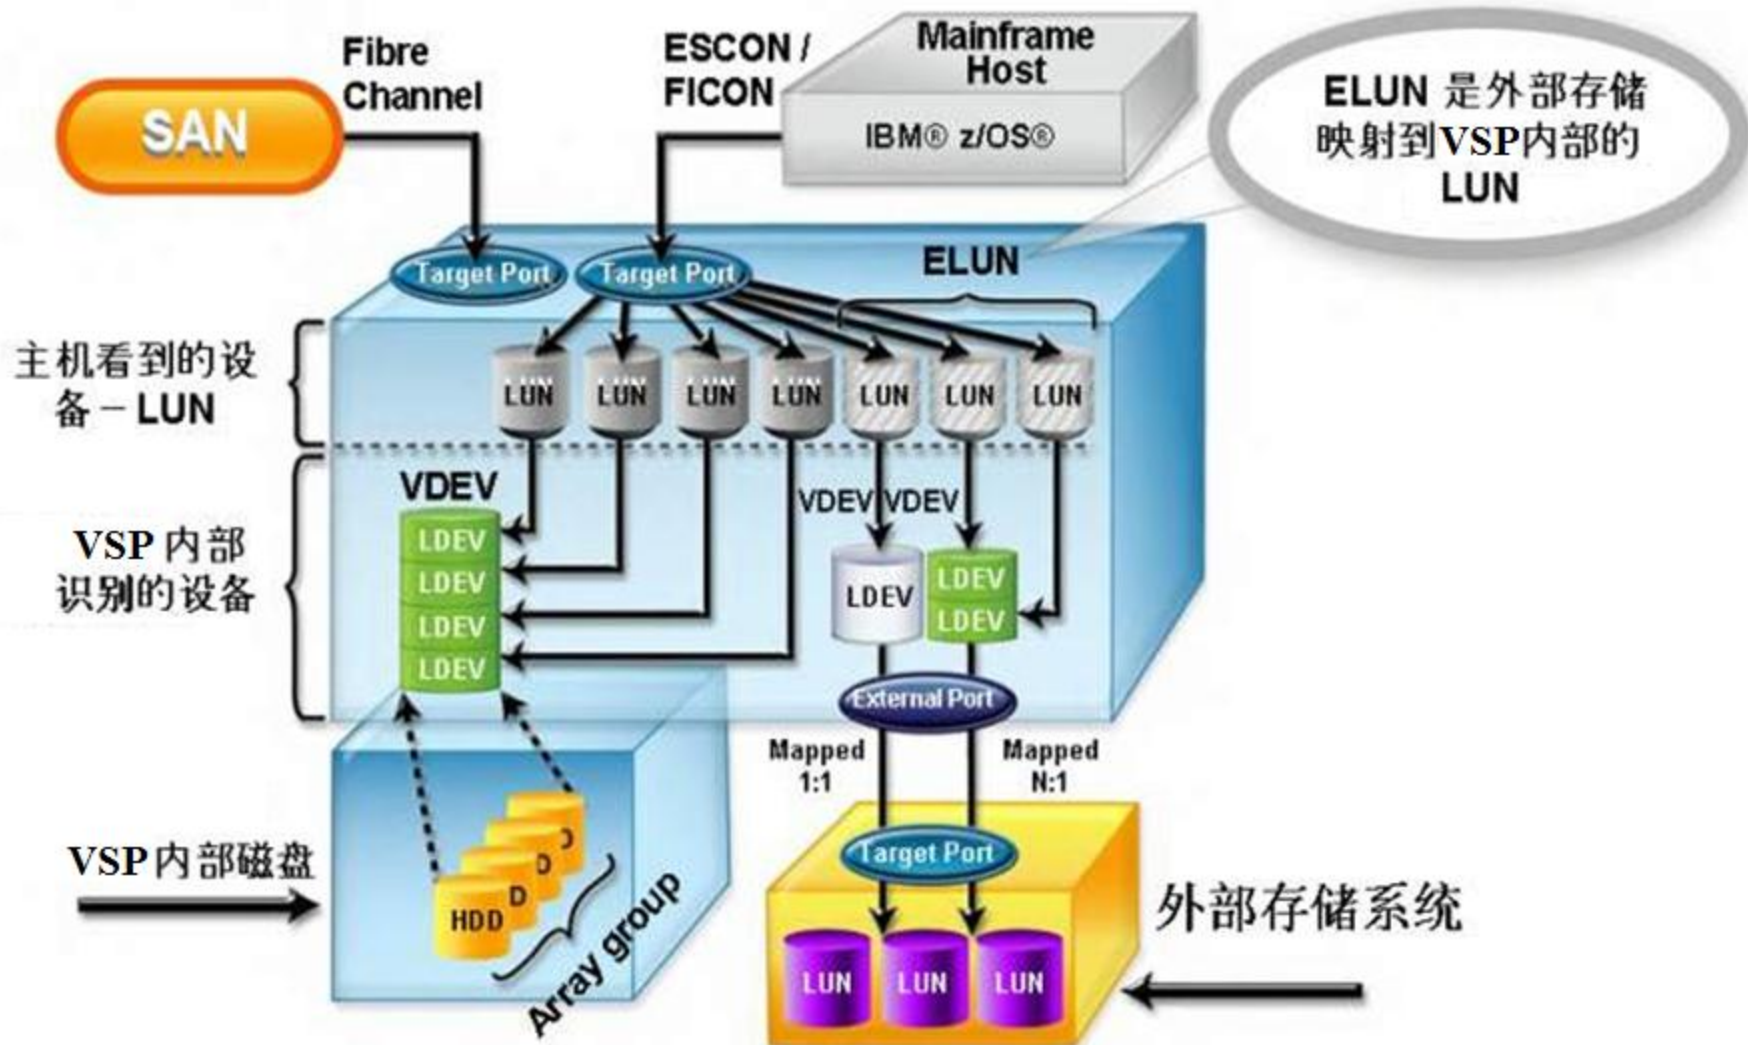 Fibre
Channel
SAN
ESCON /
FICON
Mainframe
Host
IBM® z/OS®
ELUN 是外部存储
映射到VSP内部的
LUN
Target Port
Target Port
ELUN
主机看到的设
备－LUN
LUN
LUN
LUN
LUN
LUN
LUN
LUN
VDEV
VDEV
VDEV
VSP 内部
识别的设备
LDEV
LDEV
LDEV
LDEV
LDEV
LDEV
LDEV
External Port
Mapped
1:1
Mapped
N:1
VSP 内部磁盘
HDD
D
D
D
Array group
Target Port
外部存储系统
LUN
LUN
LUN